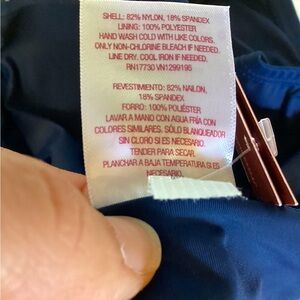 SHELL: 82% NYLON, 18% SPANDEX
LINING: 100% POLYESTER
HAND WASH COLD WITH LIKE COLORS.
ONLY NON-CHLORINE BLEACH IF NEEDED.
LINE DRY. COOL IRON IF NEEDED.
RN17730 VN1299195
REVESTIMIENTO: 82% NAILON,
18% SPANDEX
FORRO: 100% POLIÉSTER
LAVAR A MANO CON AGUA FRÍA CON
COLORES SIMILARES. SÓLO BLANQUEADOR
SIN CLORO SI ES NECESARIO.
TENDER PARA SECAR.
PLANCHAR A BAJA TEMPERATURA SI ES
NECESARIO.